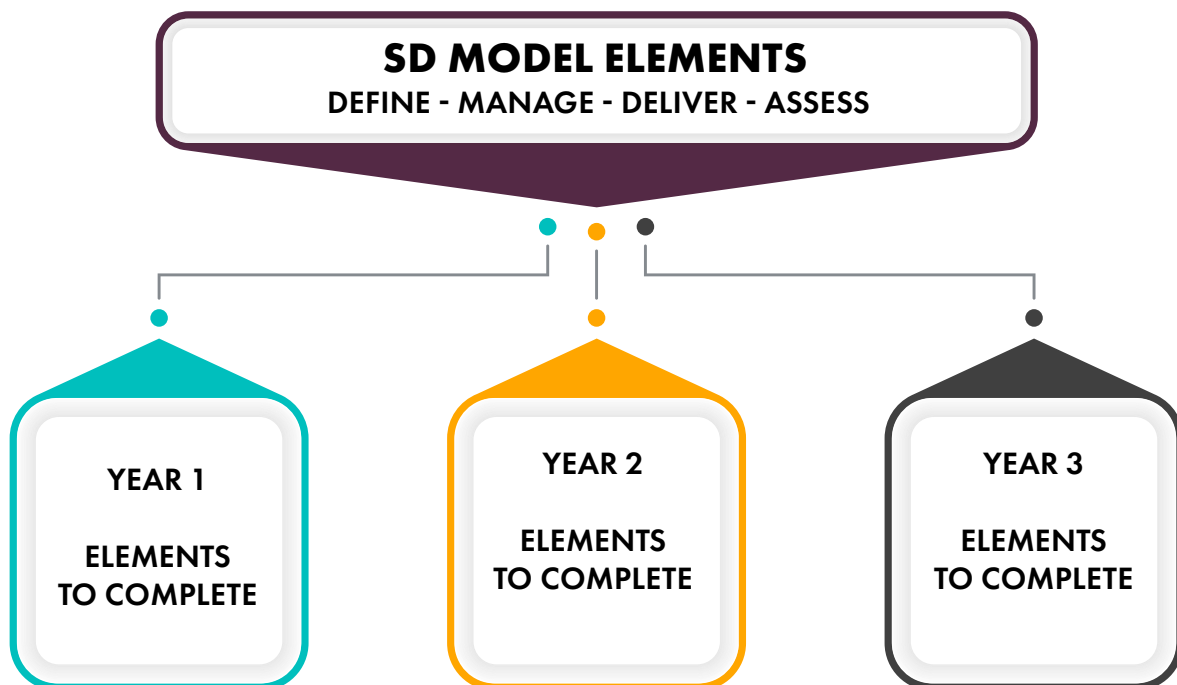 SD MODEL ELEMENTS
DEFINE - MANAGE - DELIVER - ASSESS
YEAR 1
ELEMENTS
TO COMPLETE
YEAR 2
ELEMENTS
TO COMPLETE
YEAR 3
ELEMENTS
TO COMPLETE